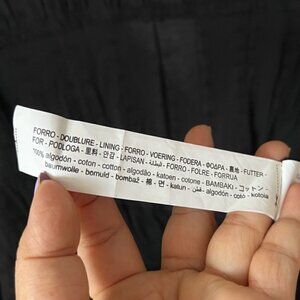 FORRO - DOUBLURE - LINING - FORRO - VOERING - FODERA - ΦΟΔΡΑ - 裏地 - FUTTER -
FOR - PODLOGA - 里料 - 안감 - LAPISAN - بطانة - FORRO - FOLRE - FORRUA
100% algodón - coton - cotton - algodão - katoen - cotone - ΒΑΜΒΑΚΙ - コットン -
baumwolle - bomuld - bombaž - 棉 - 면 - katun - قطن - algodón - cotó - kotoia